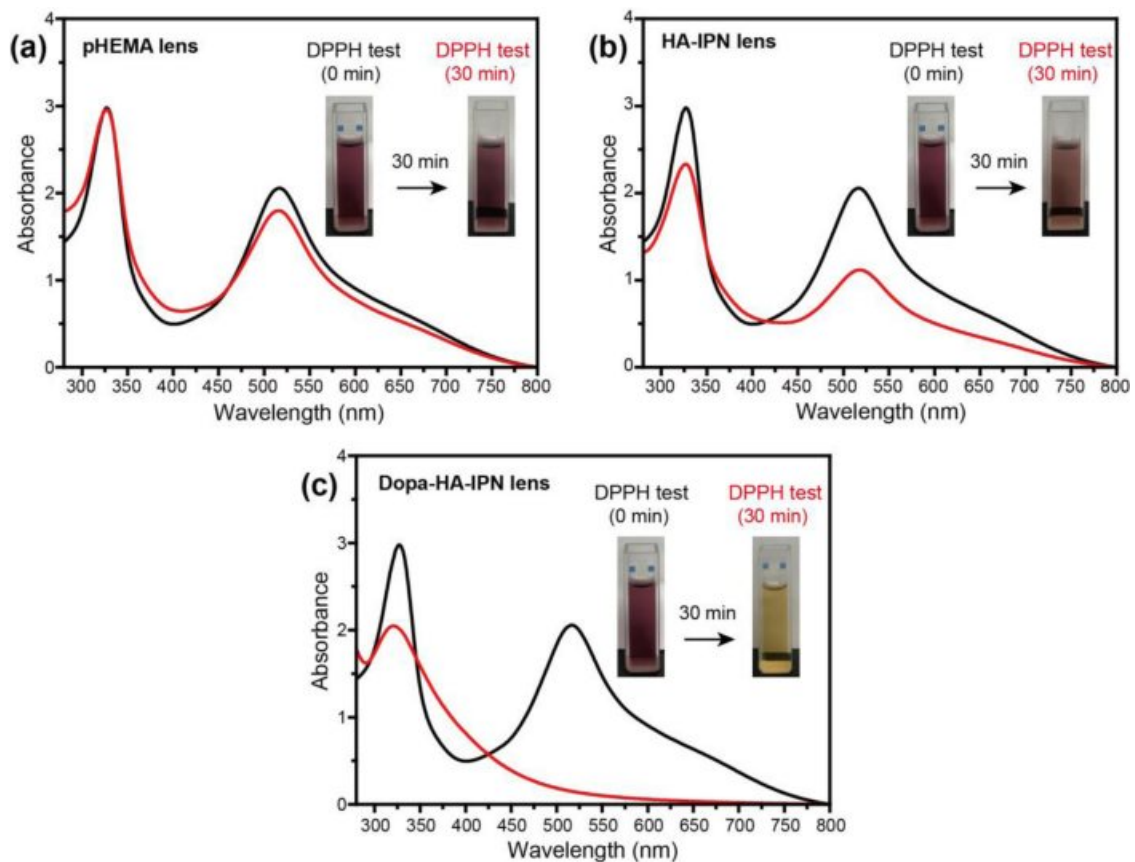 (a)
pHEMA lens
DPPH test
(0 min)
DPPH test
(30 min)
30 min
Absorbance
4
3
2
1
0
300 350 400 450 500 550 600 650 700 750 800
Wavelength (nm)
(b)
HA-IPN lens
DPPH test
(0 min)
DPPH test
(30 min)
30 min
Absorbance
4
3
2
1
0
300 350 400 450 500 550 600 650 700 750 800
Wavelength (nm)
(c)
Dopa-HA-IPN lens
DPPH test
(0 min)
DPPH test
(30 min)
30 min
Absorbance
4
3
2
1
0
300 350 400 450 500 550 600 650 700 750 800
Wavelength (nm)